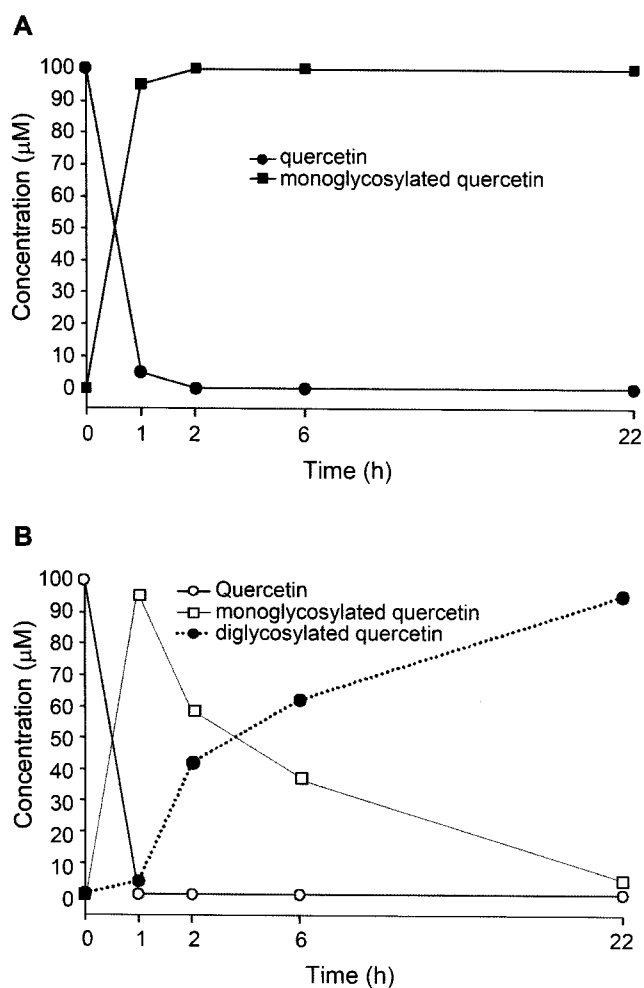 A
100
90
80
70
60
50
40
30
20
10
0
Concentration (μM)
quercetin
monoglycosylated quercetin
0 1 2 6 22
Time (h)
B
100
90
80
70
60
50
40
30
20
10
0
Concentration (μM)
Quercetin
monoglycosylated quercetin
diglycosylated quercetin
0 1 2 6 22
Time (h)